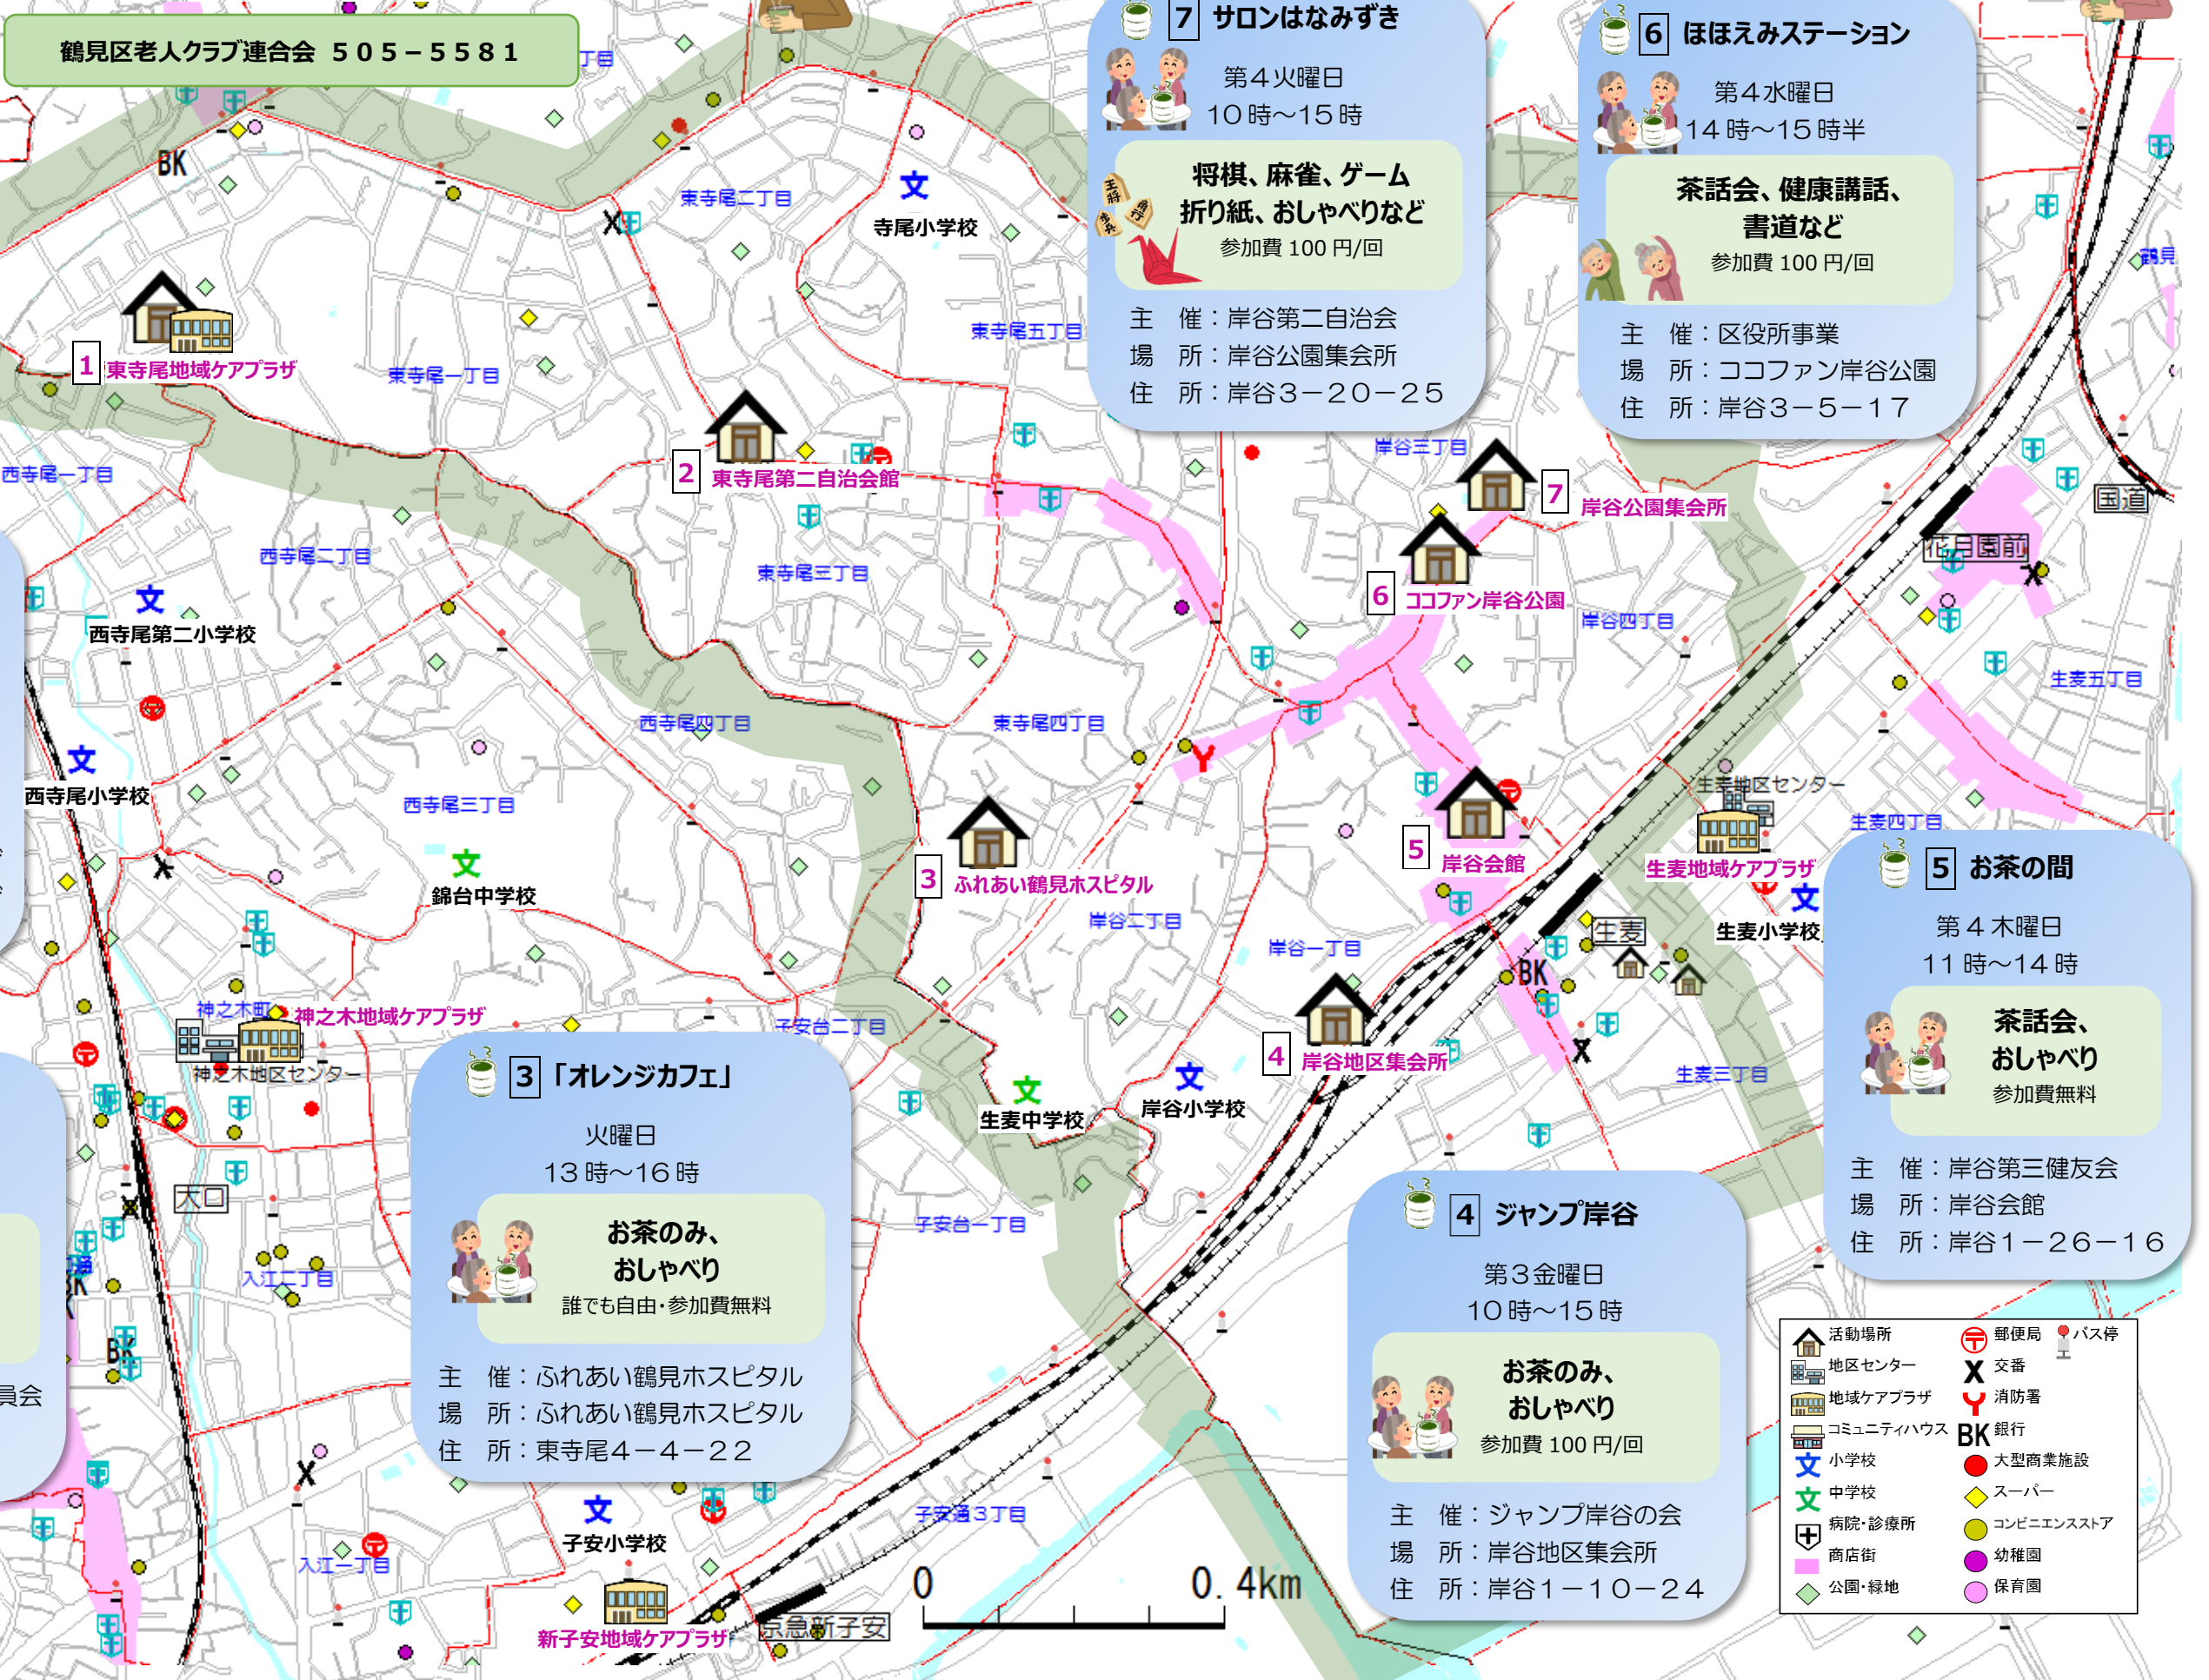 鶴見区老人クラブ連合会 ５０５－５５８１
7 サロンはなみずき
第４火曜日
10時～15時
将棋、麻雀、ゲーム
折り紙、おしゃべりなど
参加費 100 円/回
主　催：岸谷第二自治会
場　所：岸谷公園集会所
住　所：岸谷３－２０－２５
6 ほほえみステーション
第４水曜日
14時～15時半
茶話会、健康講話、
書道など
参加費 100 円/回
主　催：区役所事業
場　所：ココファン岸谷公園
住　所：岸谷３－５－１７
丁目
BK
東寺尾二丁目
文
寺尾小学校
王将
角行
歩兵
東寺尾五丁目
1 東寺尾地域ケアプラザ
東寺尾一丁目
鶴見
西寺尾一丁目
2 東寺尾第二自治会館
岸谷三丁目
7 岸谷公園集会所
国道
花月園前
西寺尾二丁目
東寺尾三丁目
6 ココファン岸谷公園
文
西寺尾第二小学校
岸谷四丁目
生麦五丁目
西寺尾四丁目
東寺尾四丁目
文
西寺尾小学校
西寺尾三丁目
生麦地区センター
生麦四丁目
文
錦台中学校
3 ふれあい鶴見ホスピタル
5 岸谷会館
生麦地域ケアプラザ
文
生麦小学校
岸谷二丁目
岸谷一丁目
生麦
BK
神之木町
神之木地域ケアプラザ
神之木地区センター
子安台二丁目
4 岸谷地区集会所
生麦三丁目
文
生麦中学校
文
岸谷小学校
5 お茶の間
第 4 木曜日
11時～14時
茶話会、
おしゃべり
参加費無料
主　催：岸谷第三健友会
場　所：岸谷会館
住　所：岸谷１－２６－１６
3 「オレンジカフェ」
火曜日
13時～16時
お茶のみ、
おしゃべり
誰でも自由・参加費無料
主　催：ふれあい鶴見ホスピタル
場　所：ふれあい鶴見ホスピタル
住　所：東寺尾４－４－２２
大口
子安台一丁目
入江二丁目
BK
員会
4 ジャンプ岸谷
第３金曜日
10時～15時
お茶のみ、
おしゃべり
参加費 100 円/回
主　催：ジャンプ岸谷の会
場　所：岸谷地区集会所
住　所：岸谷１－１０－２４
文
子安小学校
子安通３丁目
入江一丁目
新子安地域ケアプラザ
京急新子安
0 0.4km
活動場所
地区センター
地域ケアプラザ
コミュニティハウス
文 小学校
文 中学校
病院・診療所
商店街
公園・緑地
郵便局
バス停
X 交番
Y 消防署
BK 銀行
大型商業施設
スーパー
コンビニエンスストア
幼稚園
保育園